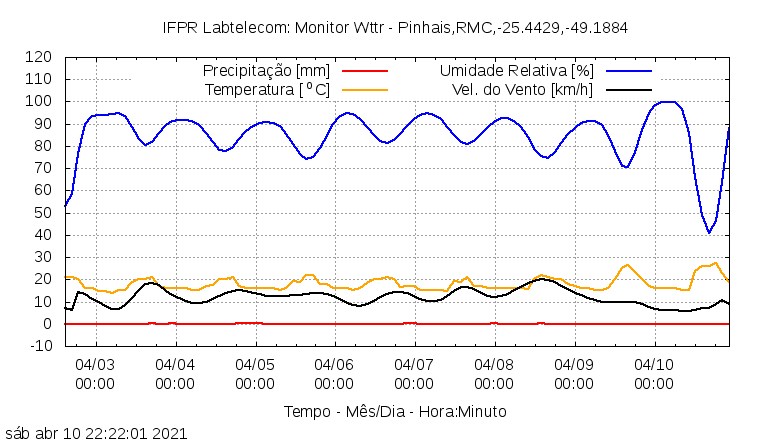 IFPR Labtelecom: Monitor Wttr - Pinhais,RMC,-25.4429,-49.1884
Precipitação [mm]
Temperatura [ ⁰C]
Umidade Relativa [%]
Vel. do Vento [km/h]
120
110
100
90
80
70
60
50
40
30
20
10
0
-10
04/03 04/04 04/05 04/06 04/07 04/08 04/09 04/10
00:00 00:00 00:00 00:00 00:00 00:00 00:00 00:00
Tempo - Mês/Dia - Hora:Minuto
sáb abr 10 22:22:01 2021